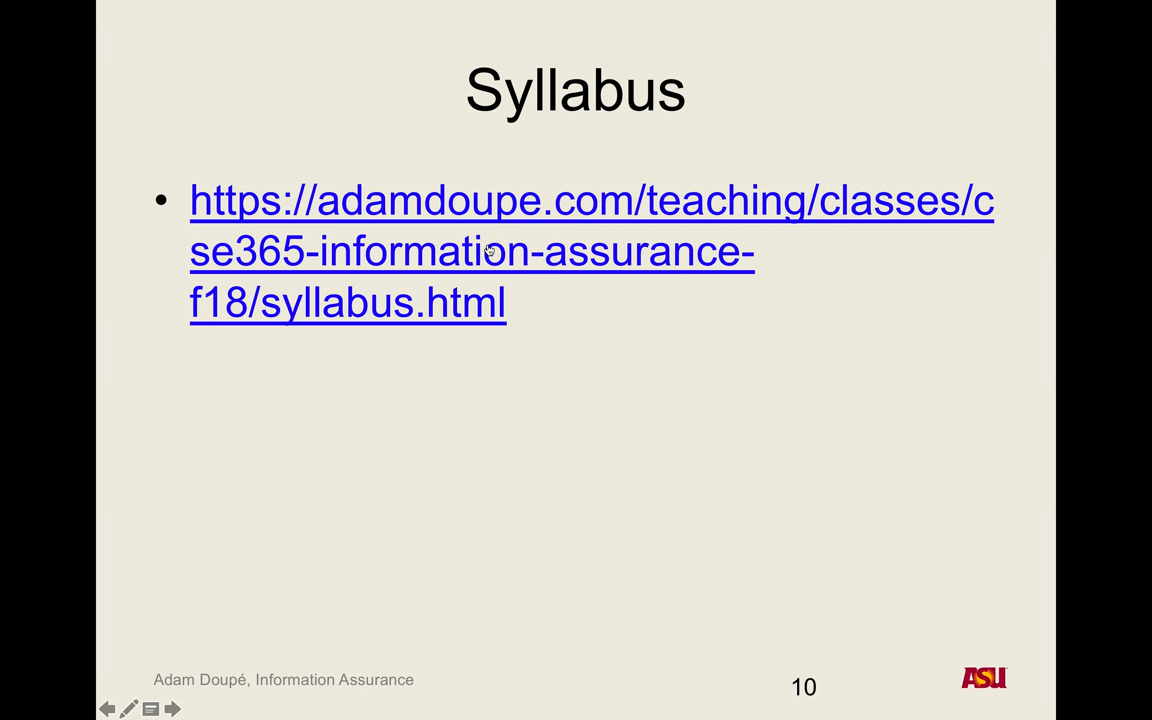 Syllabus
• https://adamdoupe.com/teaching/classes/c
se365-information-assurance-
f18/syllabus.html
Adam Doupé, Information Assurance
10
ASU